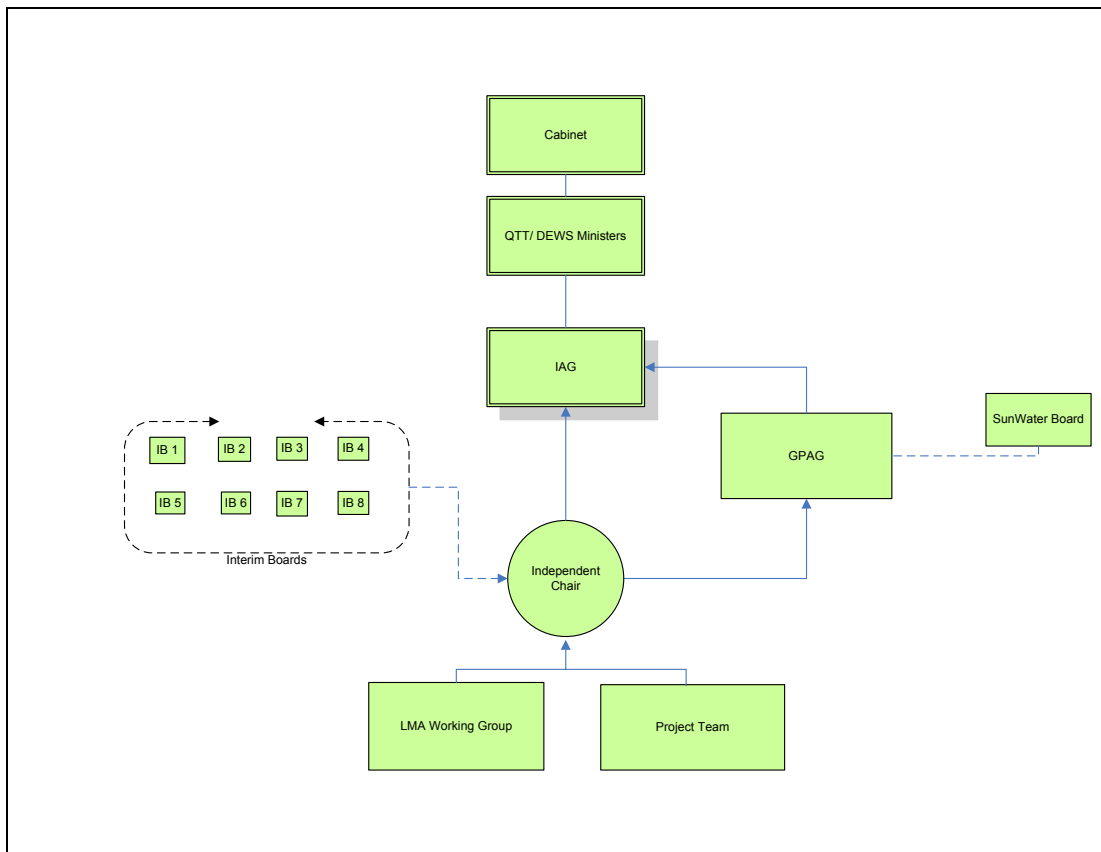 Cabinet
QTT/ DEWS Ministers
IAG
SunWater Board
GPAG
IB 1
IB 2
IB 3
IB 4
IB 5
IB 6
IB 7
IB 8
Interim Boards
Independent
Chair
LMA Working Group
Project Team